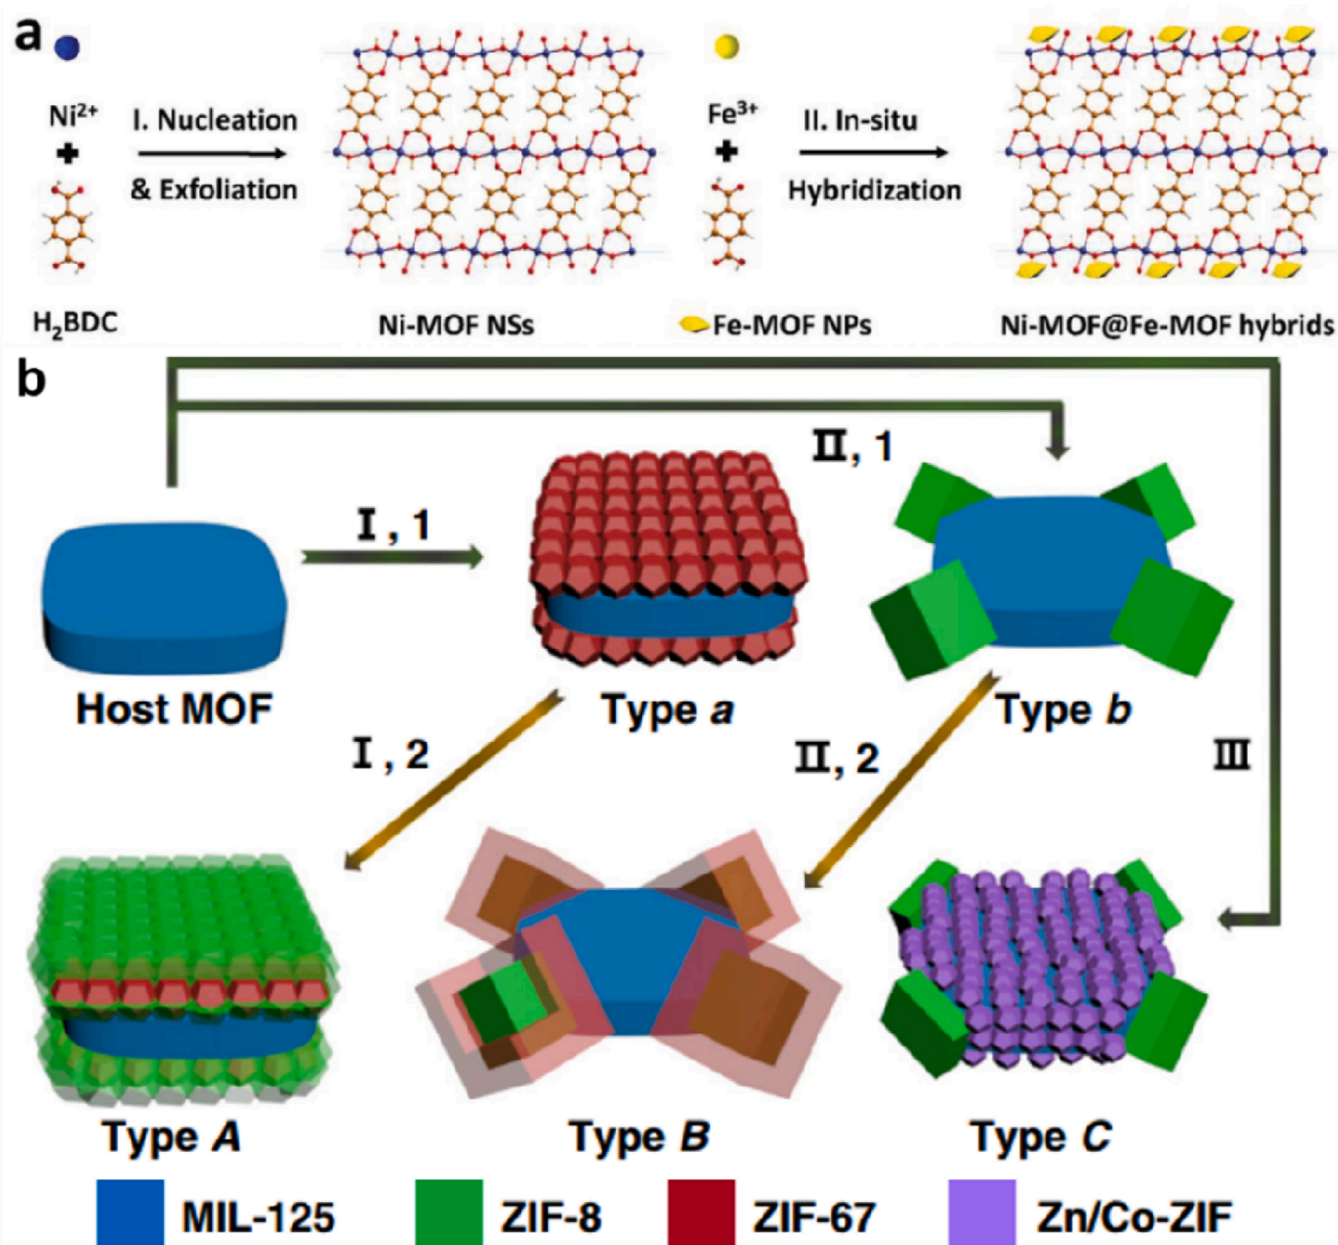 a
Ni²⁺
+
I. Nucleation
& Exfoliation
Fe³⁺
+
II. In-situ
Hybridization
H₂BDC
Ni-MOF NSs
Fe-MOF NPs
Ni-MOF@Fe-MOF hybrids
b
II, 1
I, 1
Host MOF
Type a
Type b
I, 2
II, 2
III
Type A
Type B
Type C
MIL-125
ZIF-8
ZIF-67
Zn/Co-ZIF